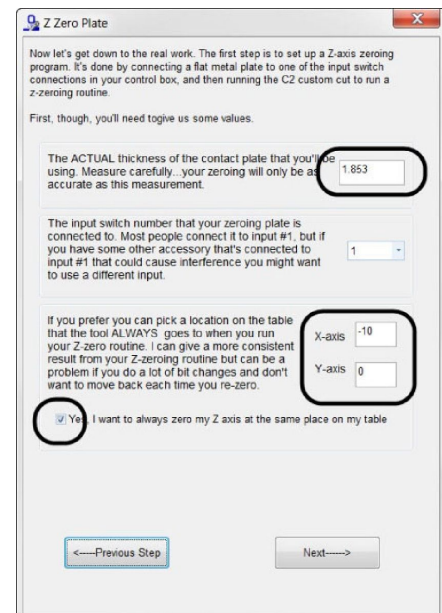 Z Zero Plate
Now let's get down to the real work. The first step is to set up a Z-axis zeroing
program. It's done by connecting a flat metal plate to one of the input switch
connections in your control box, and then running the C2 custom cut to run a
z-zeroing routine.
First, though, you'll need togive us some values.
The ACTUAL thickness of the contact plate that you'll be
using. Measure carefully...your zeroing will only be as
accurate as this measurement.
1.853
The input switch number that your zeroing plate is
connected to. Most people connect it to input #1, but if
you have some other accessory that's connected to
input #1 that could cause interference you might want
to use a different input.
1
If you prefer you can pick a location on the table
that the tool ALWAYS goes to when you run
your Z-zero routine. I can give a more consistent
result from your Z-zeroing routine but can be a
problem if you do a lot of bit changes and don't
want to move back each time you re-zero.
X-axis -10
Y-axis 0
Yes, I want to always zero my Z axis at the same place on my table
<-----Previous Step
Next------>